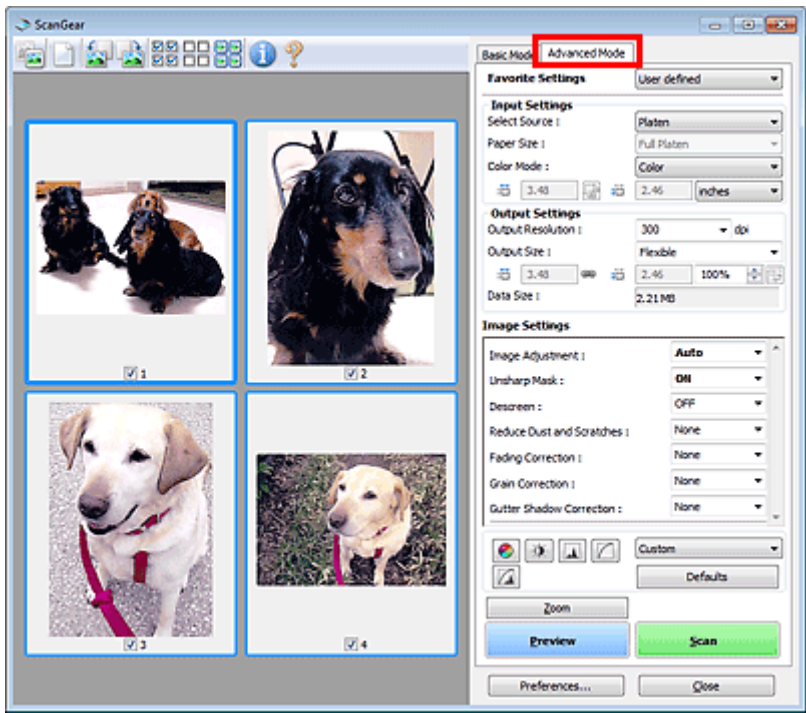 ScanGear
Basic Mode Advanced Mode
Favorite Settings User defined
Input Settings
Select Source : Platen
Paper Size : Full Platen
Color Mode : Color
3.48 2.46 inches
Output Settings
Output Resolution : 300 dpi
Output Size : Flexible
3.48 2.46 100%
Data Size : 2.21 MB
Image Settings
Image Adjustment : Auto
Unsharp Mask : ON
Descreen : OFF
Reduce Dust and Scratches : None
Fading Correction : None
Grain Correction : None
Gutter Shadow Correction : None
Custom
Defaults
Zoom
Preview Scan
Preferences... Close
1
2
3
4